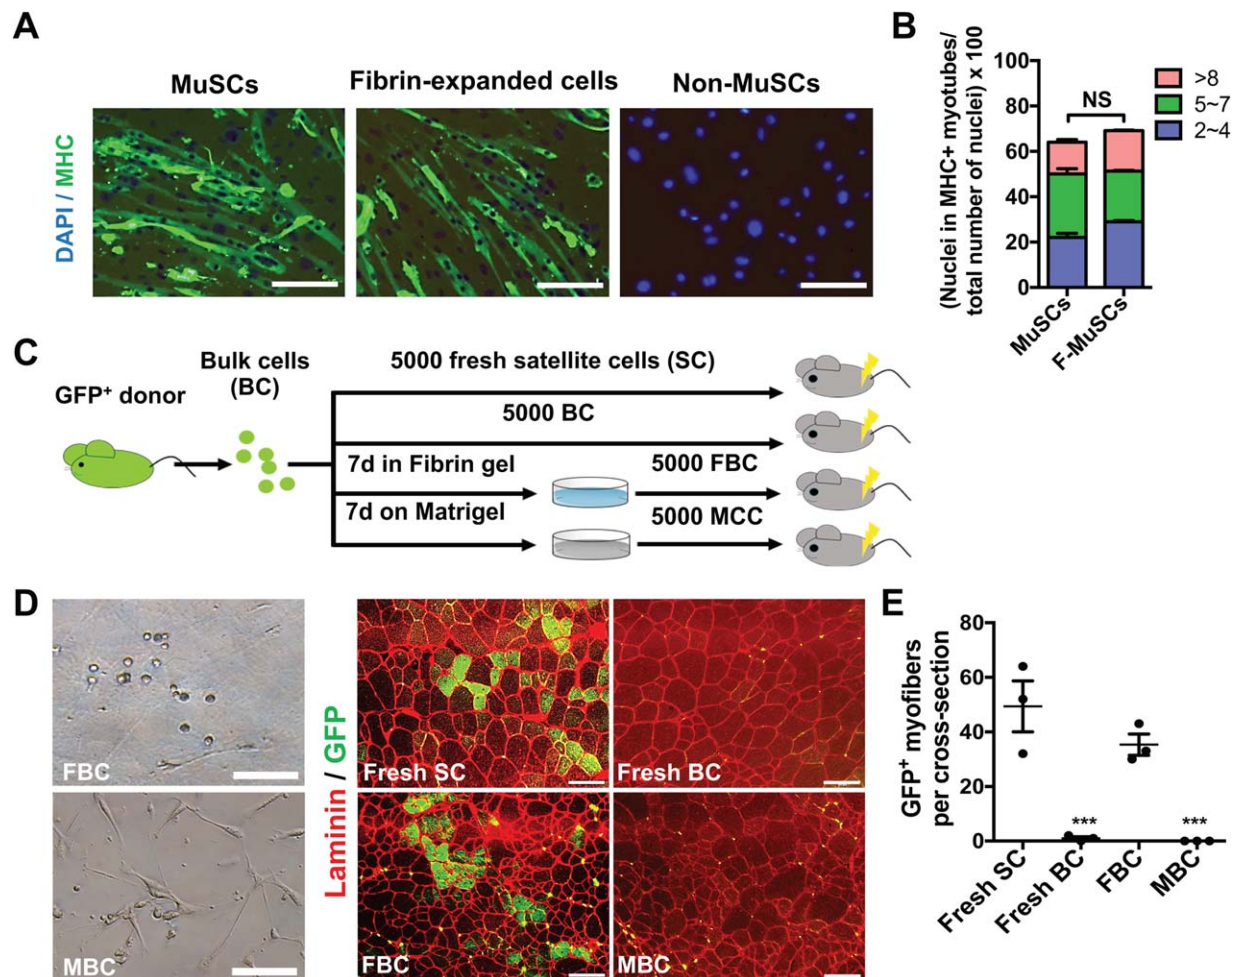 A
MuSCs
Fibrin-expanded cells
Non-MuSCs
DAPI / MHC
B
(Nuclei in MHC+ myotubes/
total number of nuclei) x 100
100
80
60
40
20
0
NS
>8
5~7
2~4
MuSCs
F-MuSCs
C
GFP⁺ donor
Bulk cells
(BC)
5000 fresh satellite cells (SC)
5000 BC
7d in Fibrin gel
5000 FBC
7d on Matrigel
5000 MCC
D
FBC
MBC
Laminin / GFP
Fresh SC
Fresh BC
FBC
MBC
E
GFP⁺ myofibers
per cross-section
80
60
40
20
0
***
***
Fresh SC
Fresh BC
FBC
MBC